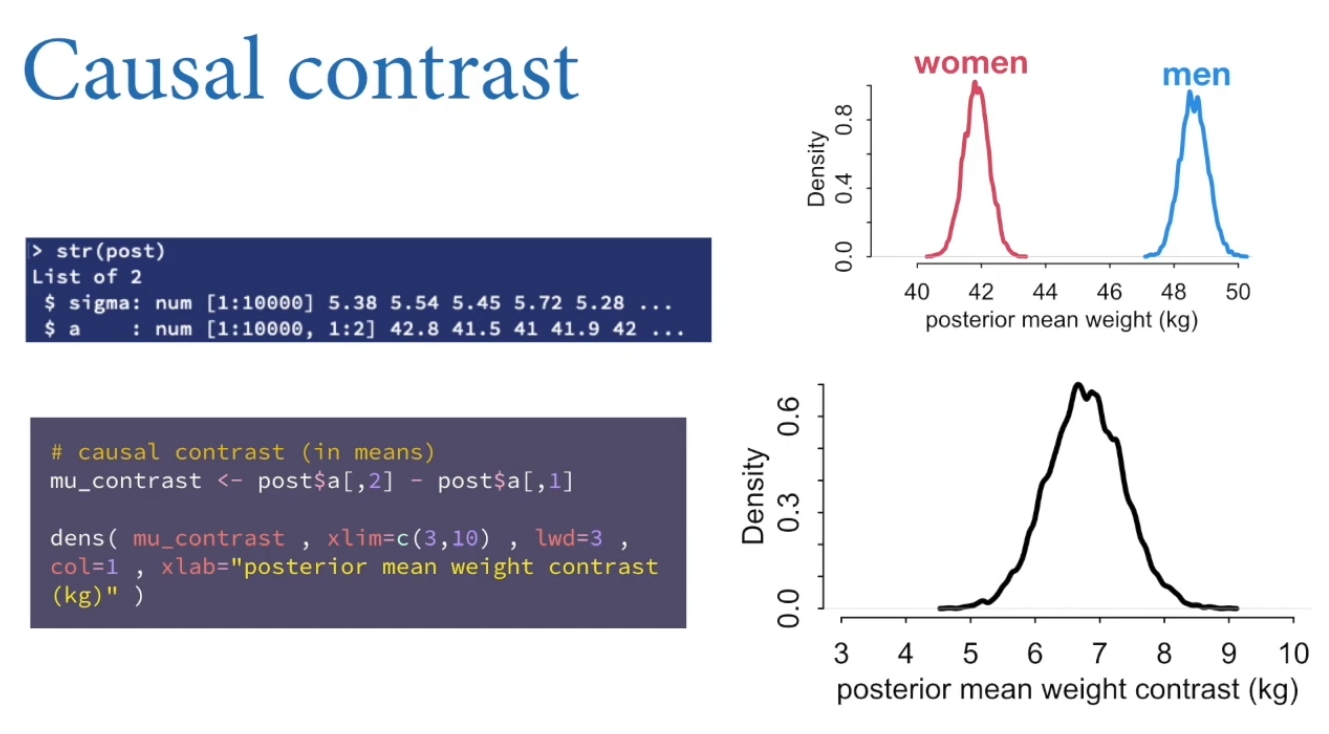 Causal contrast
> str(post)
List of 2
 $ sigma: num [1:10000] 5.38 5.54 5.45 5.72 5.28 ...
 $ a    : num [1:10000, 1:2] 42.8 41.5 41 41.9 42 ...
# causal contrast (in means)
mu_contrast <- post$a[,2] - post$a[,1]
dens( mu_contrast , xlim=c(3,10) , lwd=3 ,
col=1 , xlab="posterior mean weight contrast
(kg)" )
women
men
Density
0.0 0.4 0.8
40 42 44 46 48 50
posterior mean weight (kg)
Density
0.0 0.3 0.6
3 4 5 6 7 8 9 10
posterior mean weight contrast (kg)